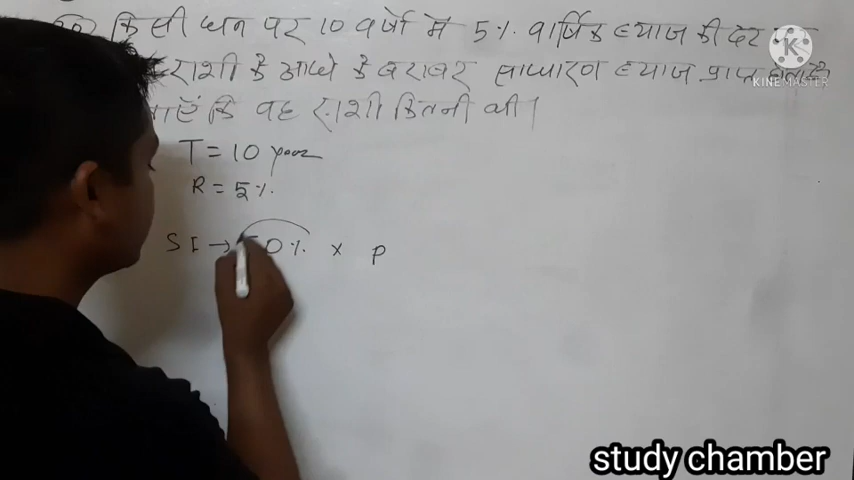 किसी धन पर 10 वर्षो मे 5%. वार्षिक ब्याज की दर
राशी के आधे के बराबर साधारण ब्याज प्राप्त होता है
कि वह राशी कितनी थी।
T = 10 year
R = 5%.
SI → 50%. × P
KINEMASTER
study chamber